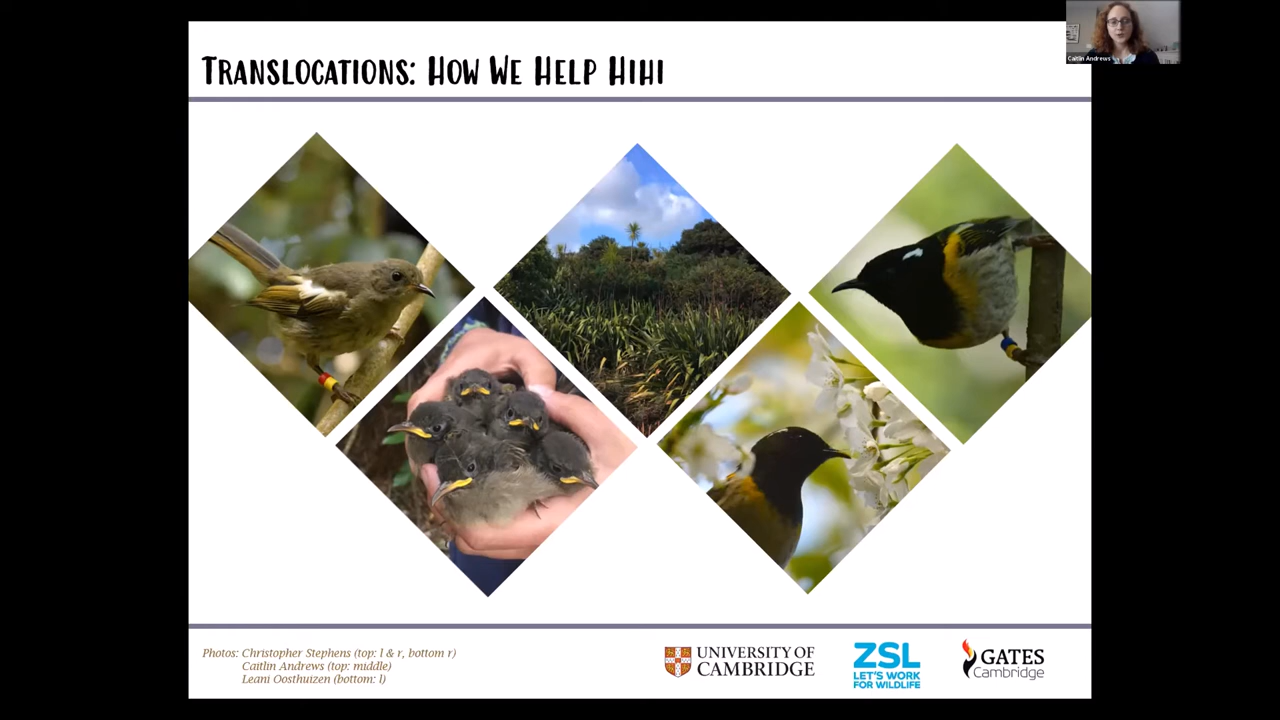 Translocations: How We Help Hihi
Caitlin Andrews
Photos: Christopher Stephens (top: l & r, bottom r)
Caitlin Andrews (top: middle)
Leani Oosthuizen (bottom: l)
UNIVERSITY OF
CAMBRIDGE
ZSL
LET'S WORK
FOR WILDLIFE
GATES
Cambridge